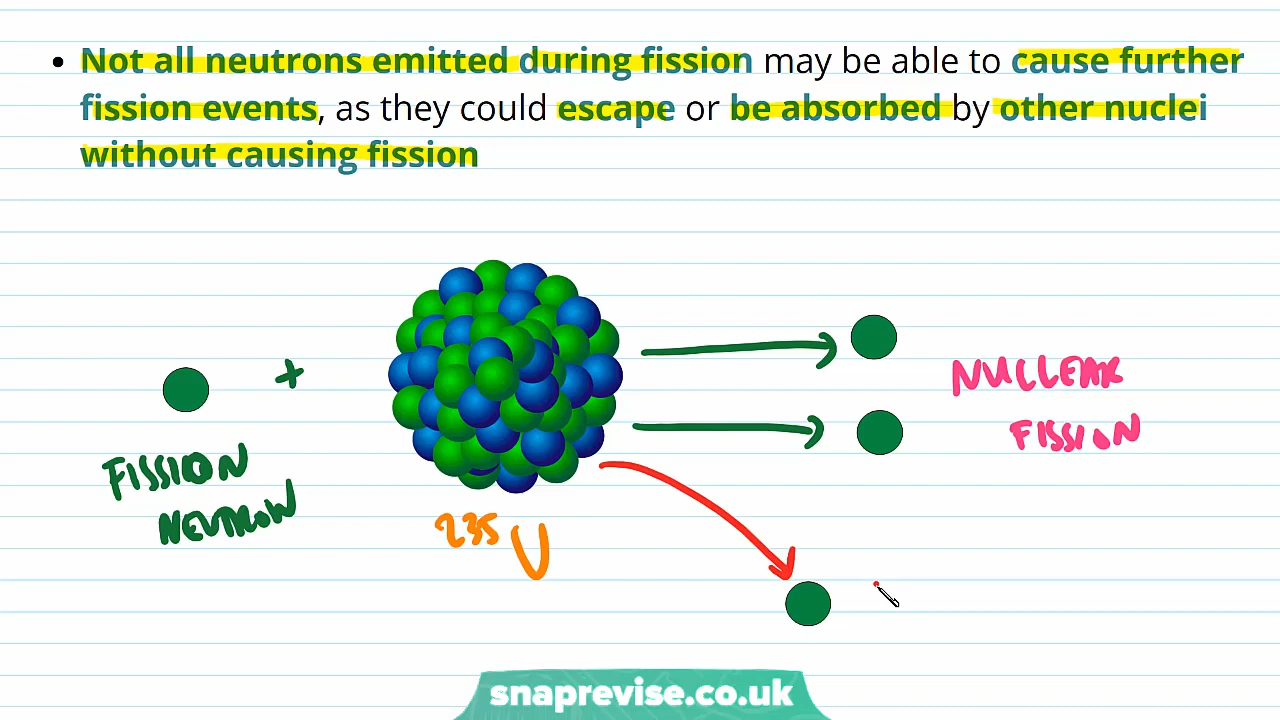 • Not all neutrons emitted during fission may be able to cause further
fission events, as they could escape or be absorbed by other nuclei
without causing fission
+
NUCLEAR
FISSION
FISSION
NEUTRON
235 U
snaprevise.co.uk